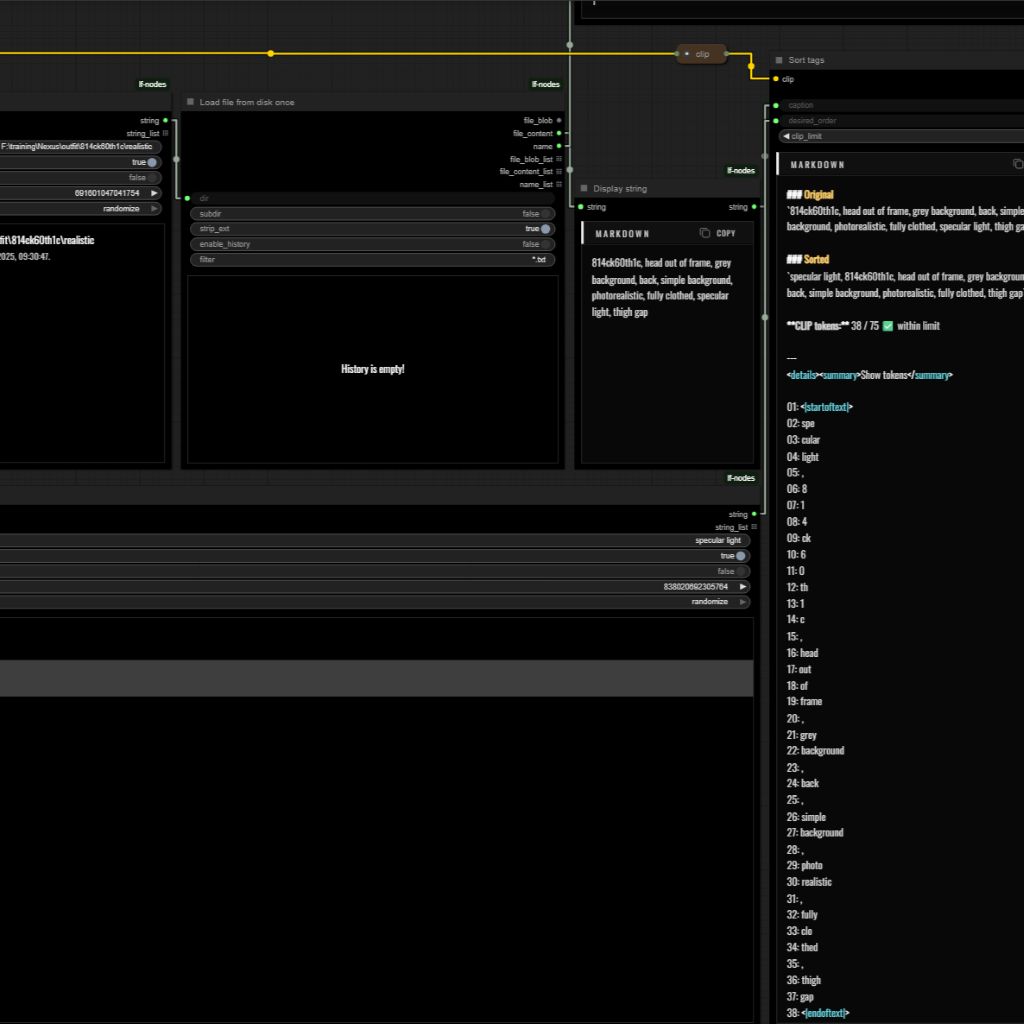 clip
Sort tags
clip
lf-nodes
lf-nodes
Load file from disk once
caption
desired_order
clip_limit
string
string_list
F:\training\Nexus\outfit\814ck60th1c\realistic
true
false
691601047041754
randomize
fit\814ck60th1c\realistic
2025, 09:30:47.
file_blob
file_content
name
file_blob_list
file_content_list
name_list
dir
subdir false
strip_ext true
enable_history false
filter *.txt
History is empty!
lf-nodes
Display string
string string
MARKDOWN COPY
814ck60th1c, head out of frame, grey
background, back, simple background,
photorealistic, fully clothed, specular
light, thigh gap
lf-nodes
string
string_list
specular light
true
false
838020692305764
randomize
MARKDOWN
### Original
`814ck60th1c, head out of frame, grey background, back, simple
background, photorealistic, fully clothed, specular light, thigh ga
### Sorted
`specular light, 814ck60th1c, head out of frame, grey backgroun
back, simple background, photorealistic, fully clothed, thigh gap`
**CLIP tokens:** 38 / 75 ✅ within limit
---
<details><summary>Show tokens</summary>
01: <|startoftext|>
02: spe
03: cular
04: light
05: ,
06: 8
07: 1
08: 4
09: ck
10: 6
11: 0
12: th
13: 1
14: c
15: ,
16: head
17: out
18: of
19: frame
20: ,
21: grey
22: background
23: ,
24: back
25: ,
26: simple
27: background
28: ,
29: photo
30: realistic
31: ,
32: fully
33: clo
34: thed
35: ,
36: thigh
37: gap
38: <|endoftext|>